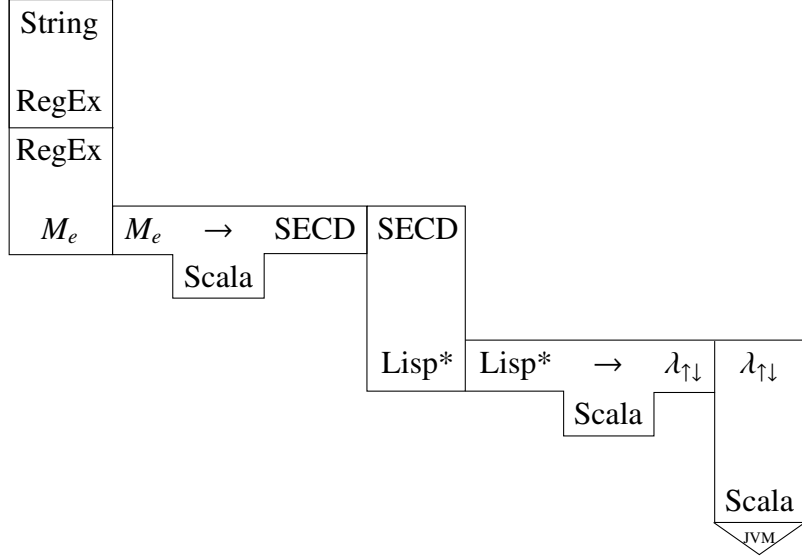 String
RegEx
RegEx
Mₑ Mₑ → SECD SECD
Scala
Lisp* Lisp* → λ↑↓ λ↑↓
Scala
Scala
JVM